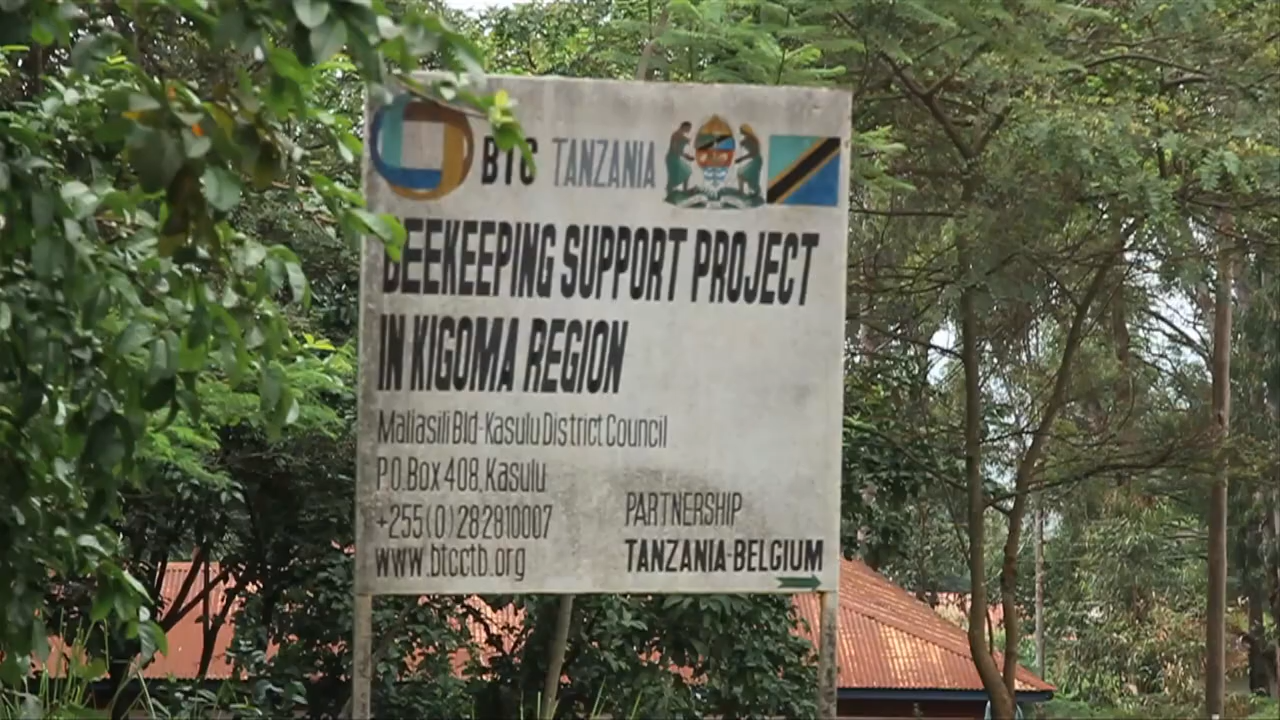 BTC TANZANIA
BEEKEEPING SUPPORT PROJECT
IN KIGOMA REGION
Maliasili Bld-Kasulu District Council
P.O.Box 408, Kasulu
+255(0)282810007
www.btcctb.org
PARTNERSHIP
TANZANIA-BELGIUM